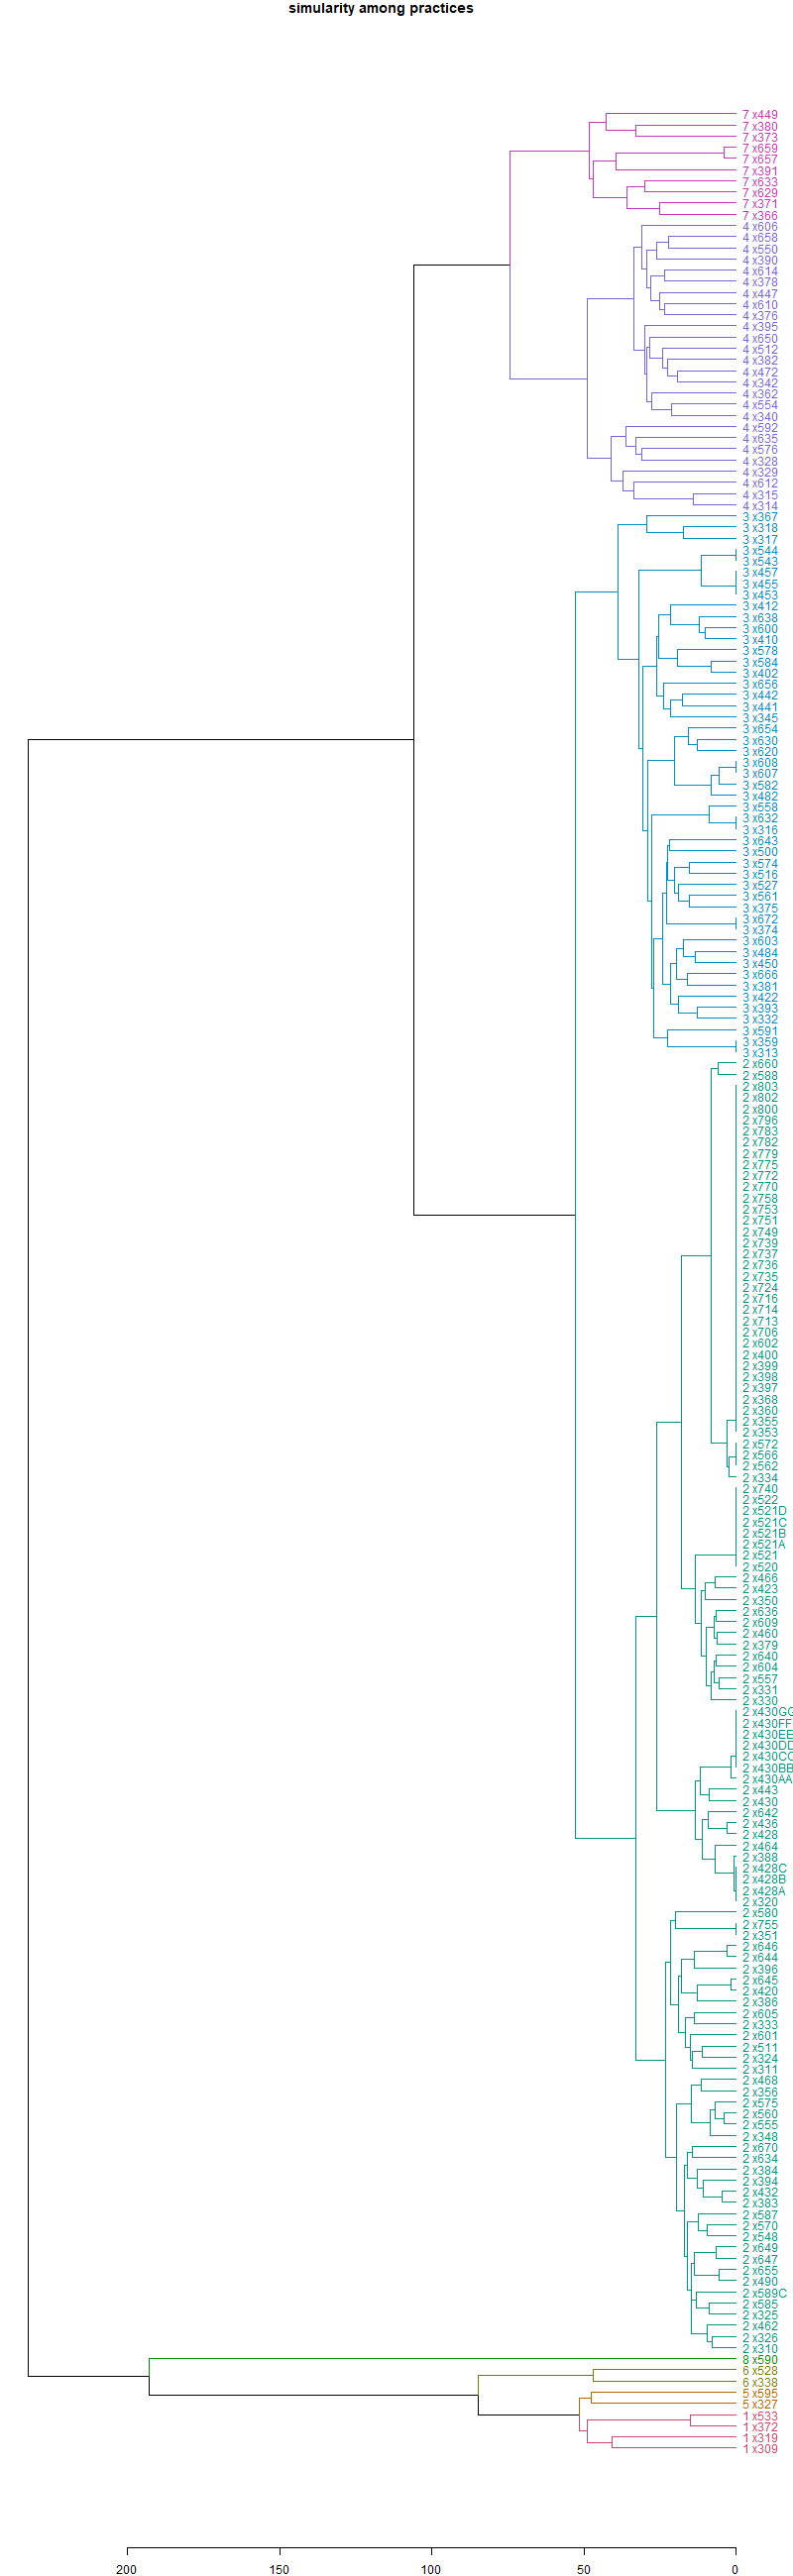 simularity among practices
7 x449
7 x380
7 x373
7 x659
7 x657
7 x391
7 x633
7 x629
7 x371
7 x366
4 x606
4 x658
4 x550
4 x390
4 x614
4 x378
4 x447
4 x610
4 x376
4 x395
4 x650
4 x512
4 x382
4 x472
4 x342
4 x362
4 x554
4 x340
4 x592
4 x635
4 x576
4 x328
4 x329
4 x612
4 x315
4 x314
3 x367
3 x318
3 x317
3 x544
3 x543
3 x457
3 x455
3 x453
3 x412
3 x638
3 x600
3 x410
3 x578
3 x584
3 x402
3 x656
3 x442
3 x441
3 x345
3 x654
3 x630
3 x620
3 x608
3 x607
3 x582
3 x482
3 x558
3 x632
3 x316
3 x643
3 x500
3 x574
3 x516
3 x527
3 x561
3 x375
3 x672
3 x374
3 x603
3 x484
3 x450
3 x666
3 x381
3 x422
3 x393
3 x332
3 x591
3 x359
3 x313
2 x660
2 x588
2 x803
2 x802
2 x800
2 x796
2 x783
2 x782
2 x779
2 x775
2 x772
2 x770
2 x758
2 x753
2 x751
2 x749
2 x739
2 x737
2 x736
2 x735
2 x724
2 x716
2 x714
2 x713
2 x706
2 x602
2 x400
2 x399
2 x398
2 x397
2 x368
2 x360
2 x355
2 x353
2 x572
2 x566
2 x562
2 x334
2 x740
2 x522
2 x521D
2 x521C
2 x521B
2 x521A
2 x521
2 x520
2 x466
2 x423
2 x350
2 x636
2 x609
2 x460
2 x379
2 x640
2 x604
2 x557
2 x331
2 x330
2 x430GG
2 x430FF
2 x430EE
2 x430DD
2 x430CC
2 x430BB
2 x430AA
2 x443
2 x430
2 x642
2 x436
2 x428
2 x464
2 x388
2 x428C
2 x428B
2 x428A
2 x320
2 x580
2 x755
2 x351
2 x646
2 x644
2 x396
2 x645
2 x420
2 x386
2 x605
2 x333
2 x601
2 x511
2 x324
2 x311
2 x468
2 x356
2 x575
2 x560
2 x555
2 x348
2 x670
2 x634
2 x384
2 x394
2 x432
2 x383
2 x587
2 x570
2 x548
2 x649
2 x647
2 x655
2 x490
2 x589C
2 x585
2 x325
2 x462
2 x326
2 x310
8 x590
6 x528
6 x338
5 x595
5 x327
1 x533
1 x372
1 x319
1 x309
200 150 100 50 0